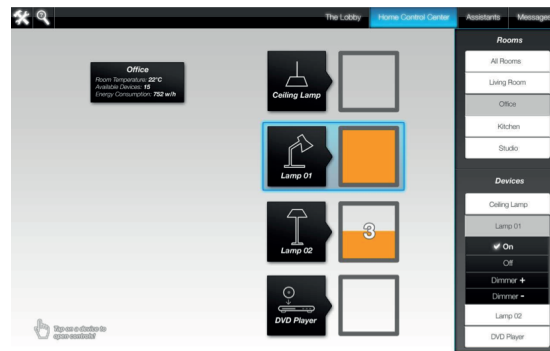 The Lobby
Home Control Center
Assistants
Messages
Office
Room Temperature: 22°C
Available Devices: 15
Energy Consumption: 752 w/h
Ceiling Lamp
Lamp 01
3
Lamp 02
DVD Player
Tap on a device to
open controls!
Rooms
All Rooms
Living Room
Office
Kitchen
Studio
Devices
Ceiling Lamp
Lamp 01
On
Off
Dimmer +
Dimmer -
Lamp 02
DVD Player